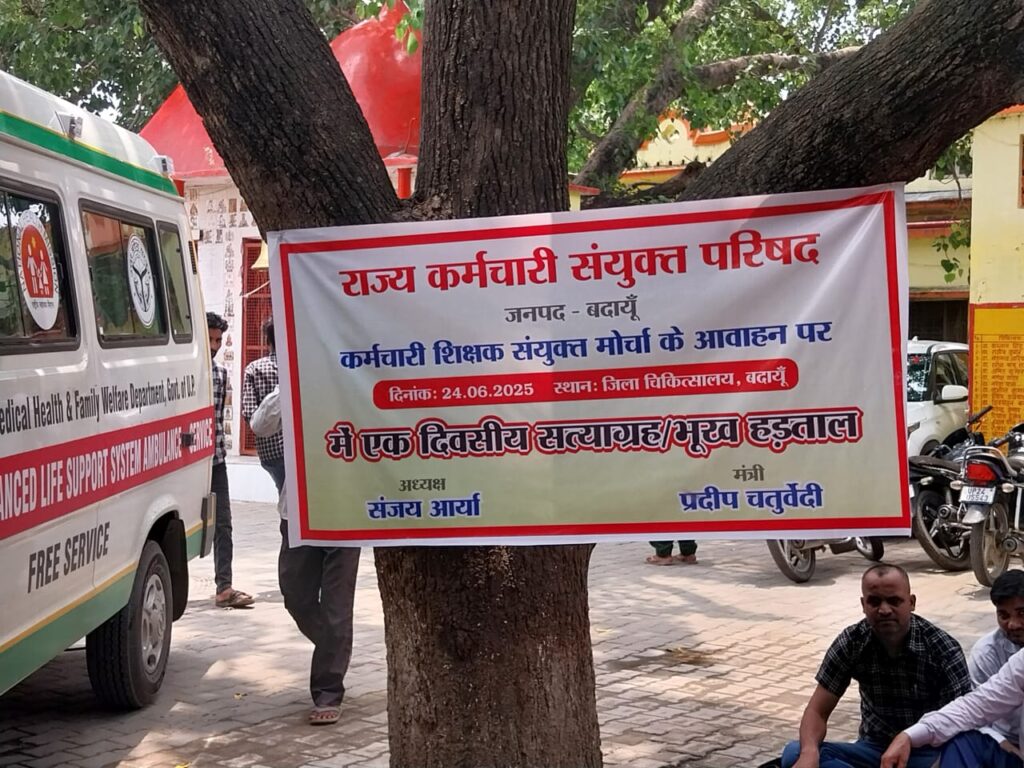 राज्य कर्मचारी संयुक्त परिषद
जनपद - बदायूँ
कर्मचारी शिक्षक संयुक्त मोर्चा के आवाहन पर
दिनांक: 24.06.2025 स्थान: जिला चिकित्सालय, बदायूँ
में एक दिवसीय सत्याग्रह/भूख हड़ताल
अध्यक्ष
संजय आर्या
मंत्री
प्रदीप चतुर्वेदी
edical Health & Family Welfare Department, Govt. of U.P.
ANCED LIFE SUPPORT SYSTEM AMBULANCE SERVICE
FREE SERVICE